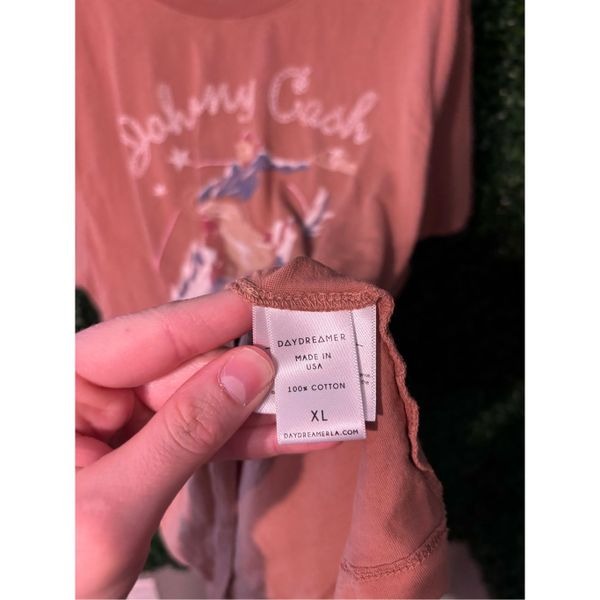 Johnny Cash
DAYDREAMER
MADE IN
USA
100% COTTON
XL
DAYDREAMERLA.COM